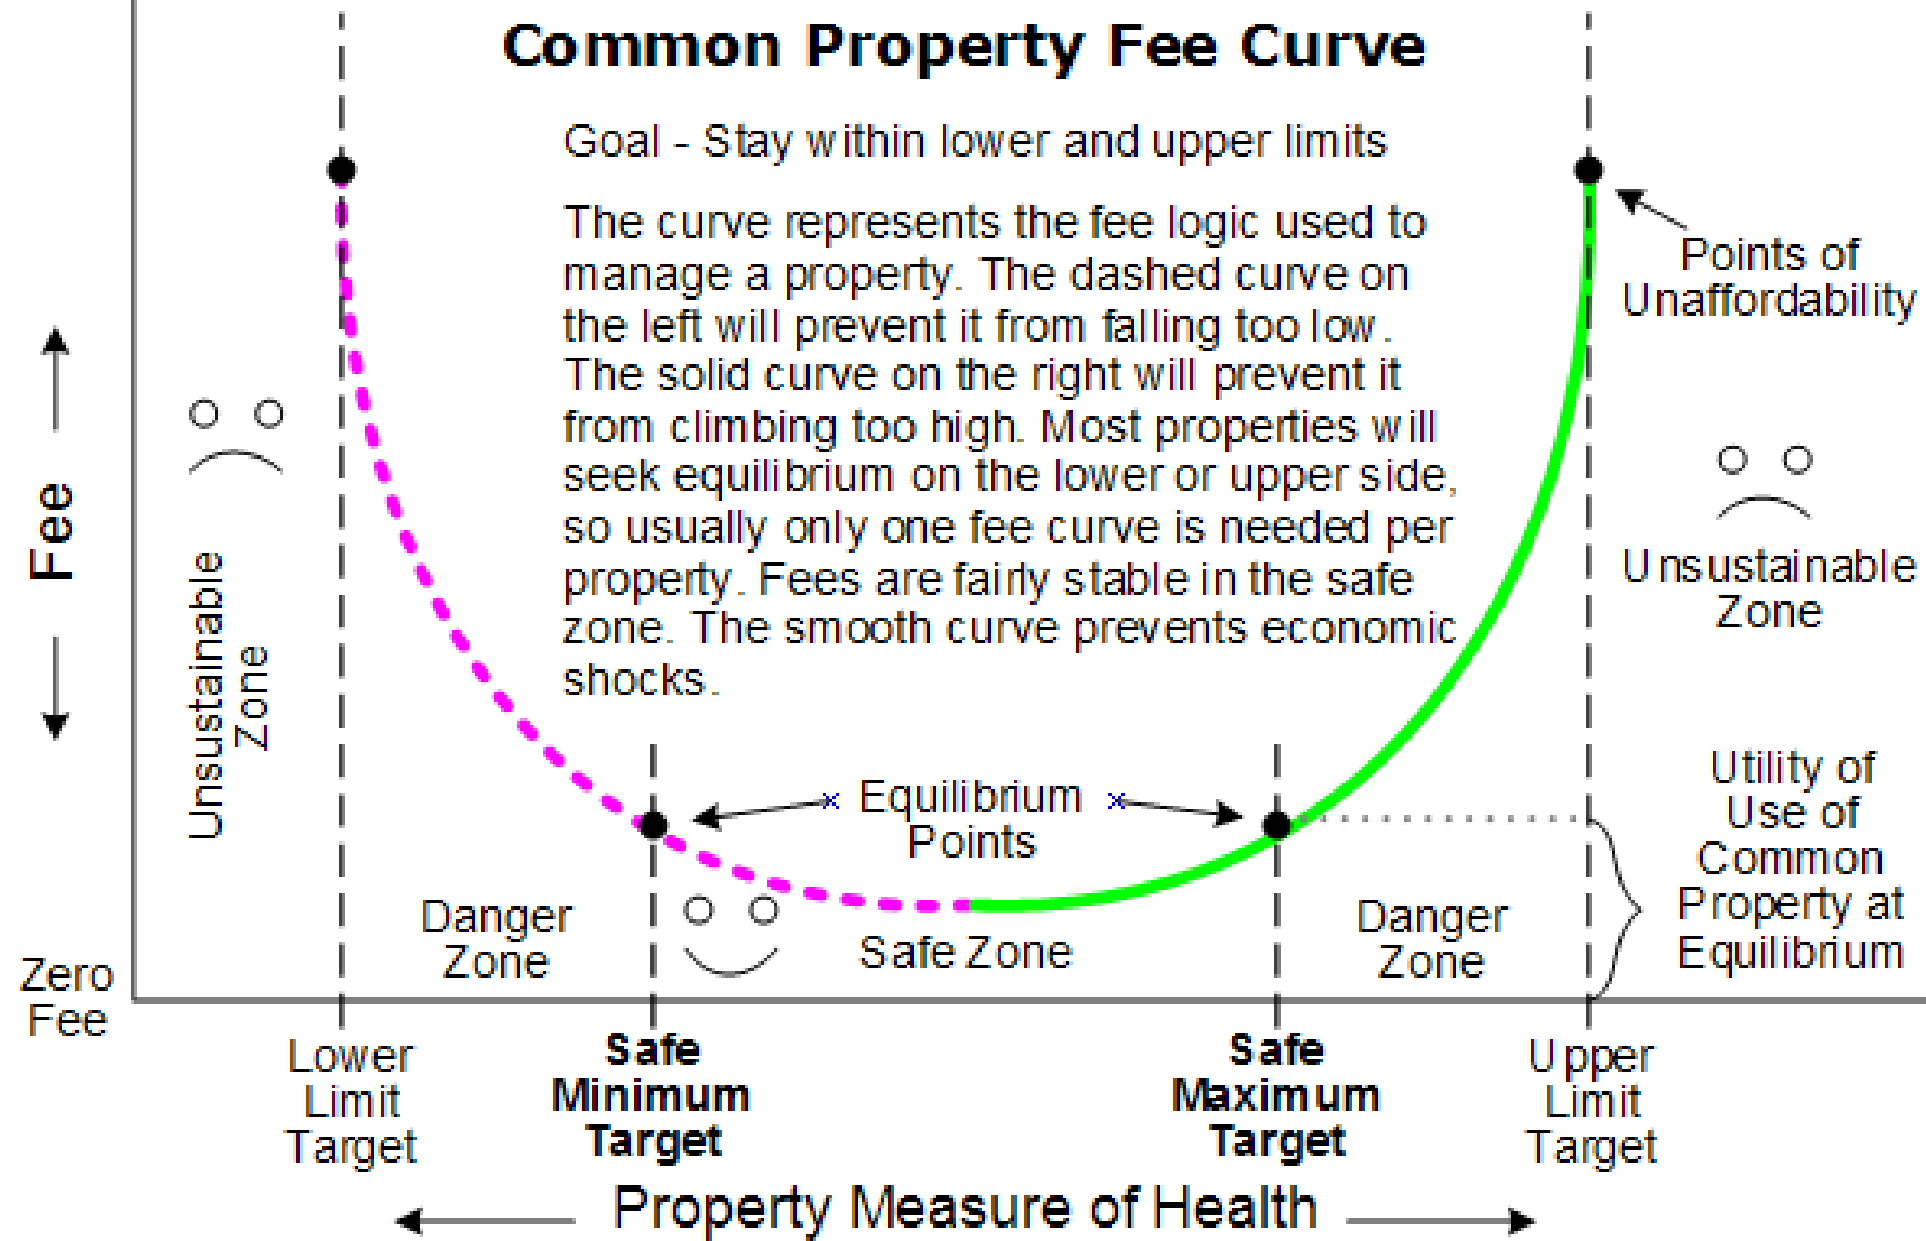 Common Property Fee Curve
Goal - Stay within lower and upper limits
The curve represents the fee logic used to
manage a property. The dashed curve on
the left will prevent it from falling too low.
The solid curve on the right will prevent it
from climbing too high. Most properties will
seek equilibrium on the lower or upper side,
so usually only one fee curve is needed per
property. Fees are fairly stable in the safe
zone. The smooth curve prevents economic
shocks.
Points of
Unaffordability
Fee
Unsustainable
Zone
Unsustainable
Zone
Equilibrium
Points
Utility of
Use of
Common
Property at
Equilibrium
Danger
Zone
Safe Zone
Danger
Zone
Zero
Fee
Lower
Limit
Target
Safe
Minimum
Target
Safe
Maximum
Target
Upper
Limit
Target
Property Measure of Health